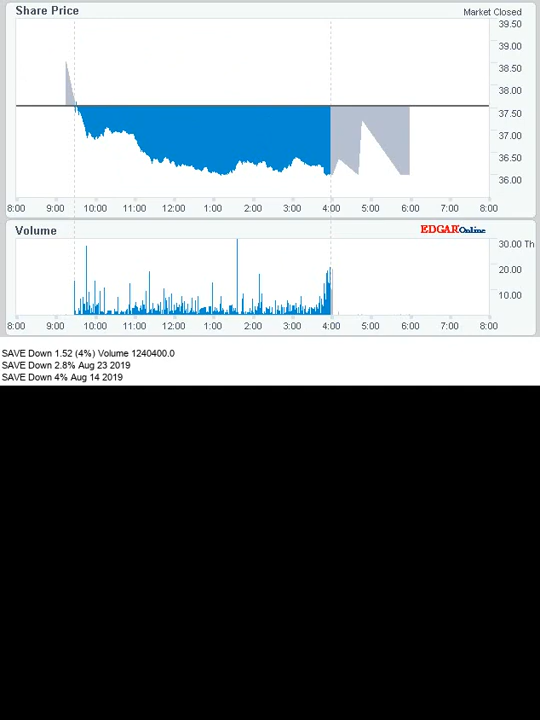 Share Price
Market Closed
39.50
39.00
38.50
38.00
37.50
37.00
36.50
36.00
8:00 9:00 10:00 11:00 12:00 1:00 2:00 3:00 4:00 5:00 6:00 7:00 8:00
Volume
EDGAROnline
30.00 Th
20.00
10.00
8:00 9:00 10:00 11:00 12:00 1:00 2:00 3:00 4:00 5:00 6:00 7:00 8:00
SAVE Down 1.52 (4%) Volume 1240400.0
SAVE Down 2.8% Aug 23 2019
SAVE Down 4% Aug 14 2019